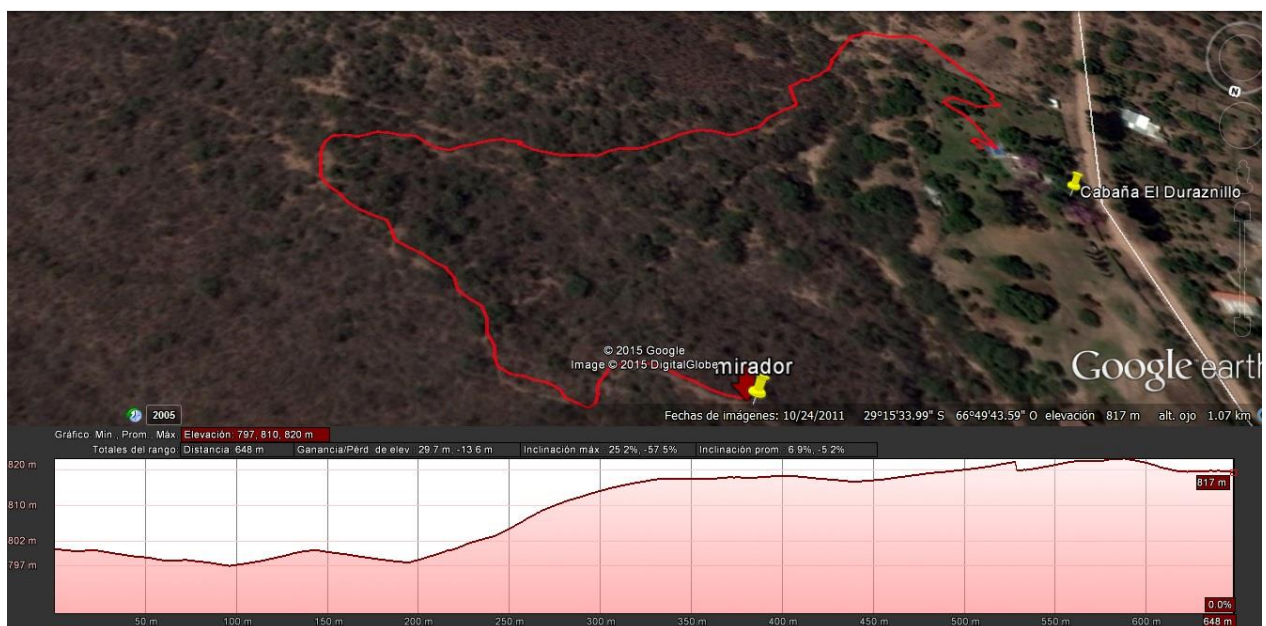 Cabaña El Duraznillo
N
© 2015 Google
Image © 2015 DigitalGlobe
mirador
Google earth
2005
Fechas de imágenes: 10/24/2011 29°15'33.99" S 66°49'43.59" O elevación 817 m alt. ojo 1.07 km
Gráfico: Mín., Prom., Máx. Elevación: 797, 810, 820 m
Totales del rango: Distancia: 648 m Ganancia/Pérd. de elev.: 29.7 m, -13.6 m Inclinación máx.: 25.2%, -57.5% Inclinación prom.: 6.9%, -5.2%
820 m
817 m
810 m
802 m
797 m
0.0%
50 m 100 m 150 m 200 m 250 m 300 m 350 m 400 m 450 m 500 m 550 m 600 m 648 m